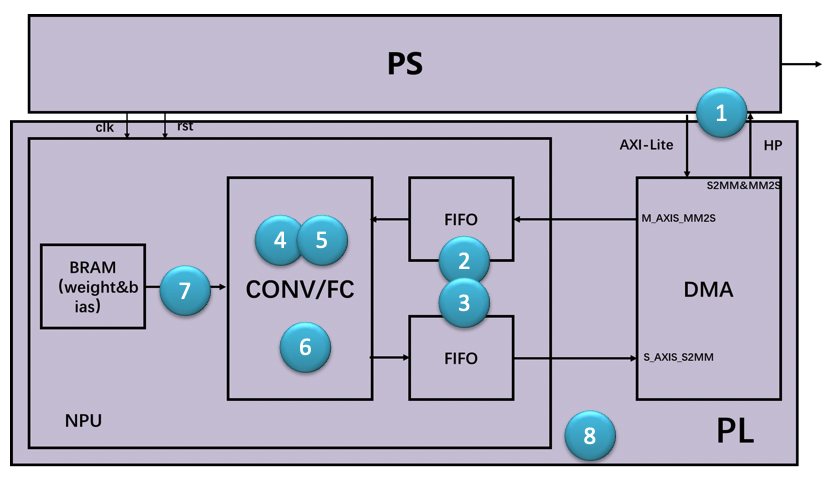 PS
1
clk
rst
AXI-Lite
HP
S2MM&MM2S
FIFO
M_AXIS_MM2S
4
5
2
BRAM
(weight&b
ias)
7
CONV/FC
3
DMA
6
FIFO
S_AXIS_S2MM
NPU
8
PL